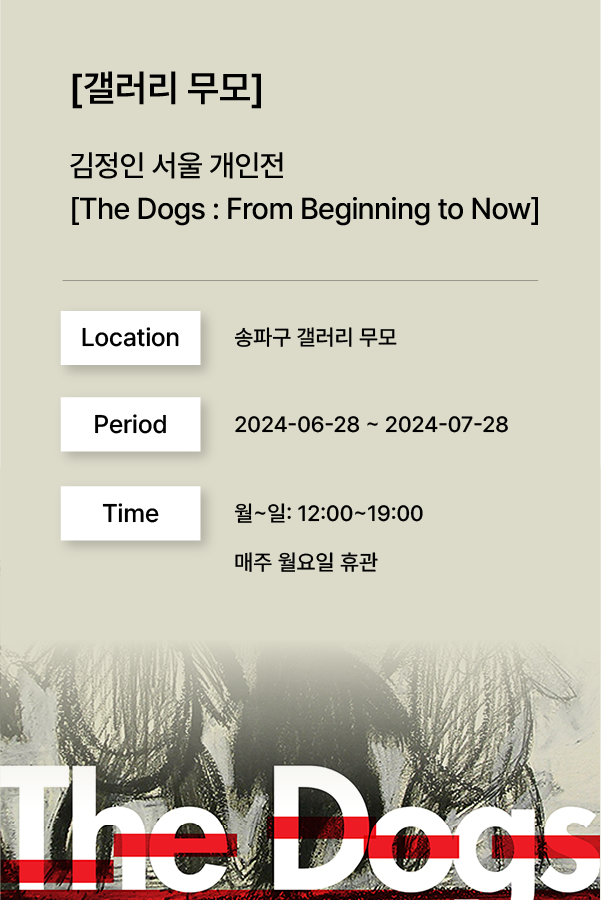 [갤러리 무모]
김정인 서울 개인전
[The Dogs : From Beginning to Now]
Location 송파구 갤러리 무모
Period 2024-06-28 ~ 2024-07-28
Time 월~일: 12:00~19:00
매주 월요일 휴관
The Dogs